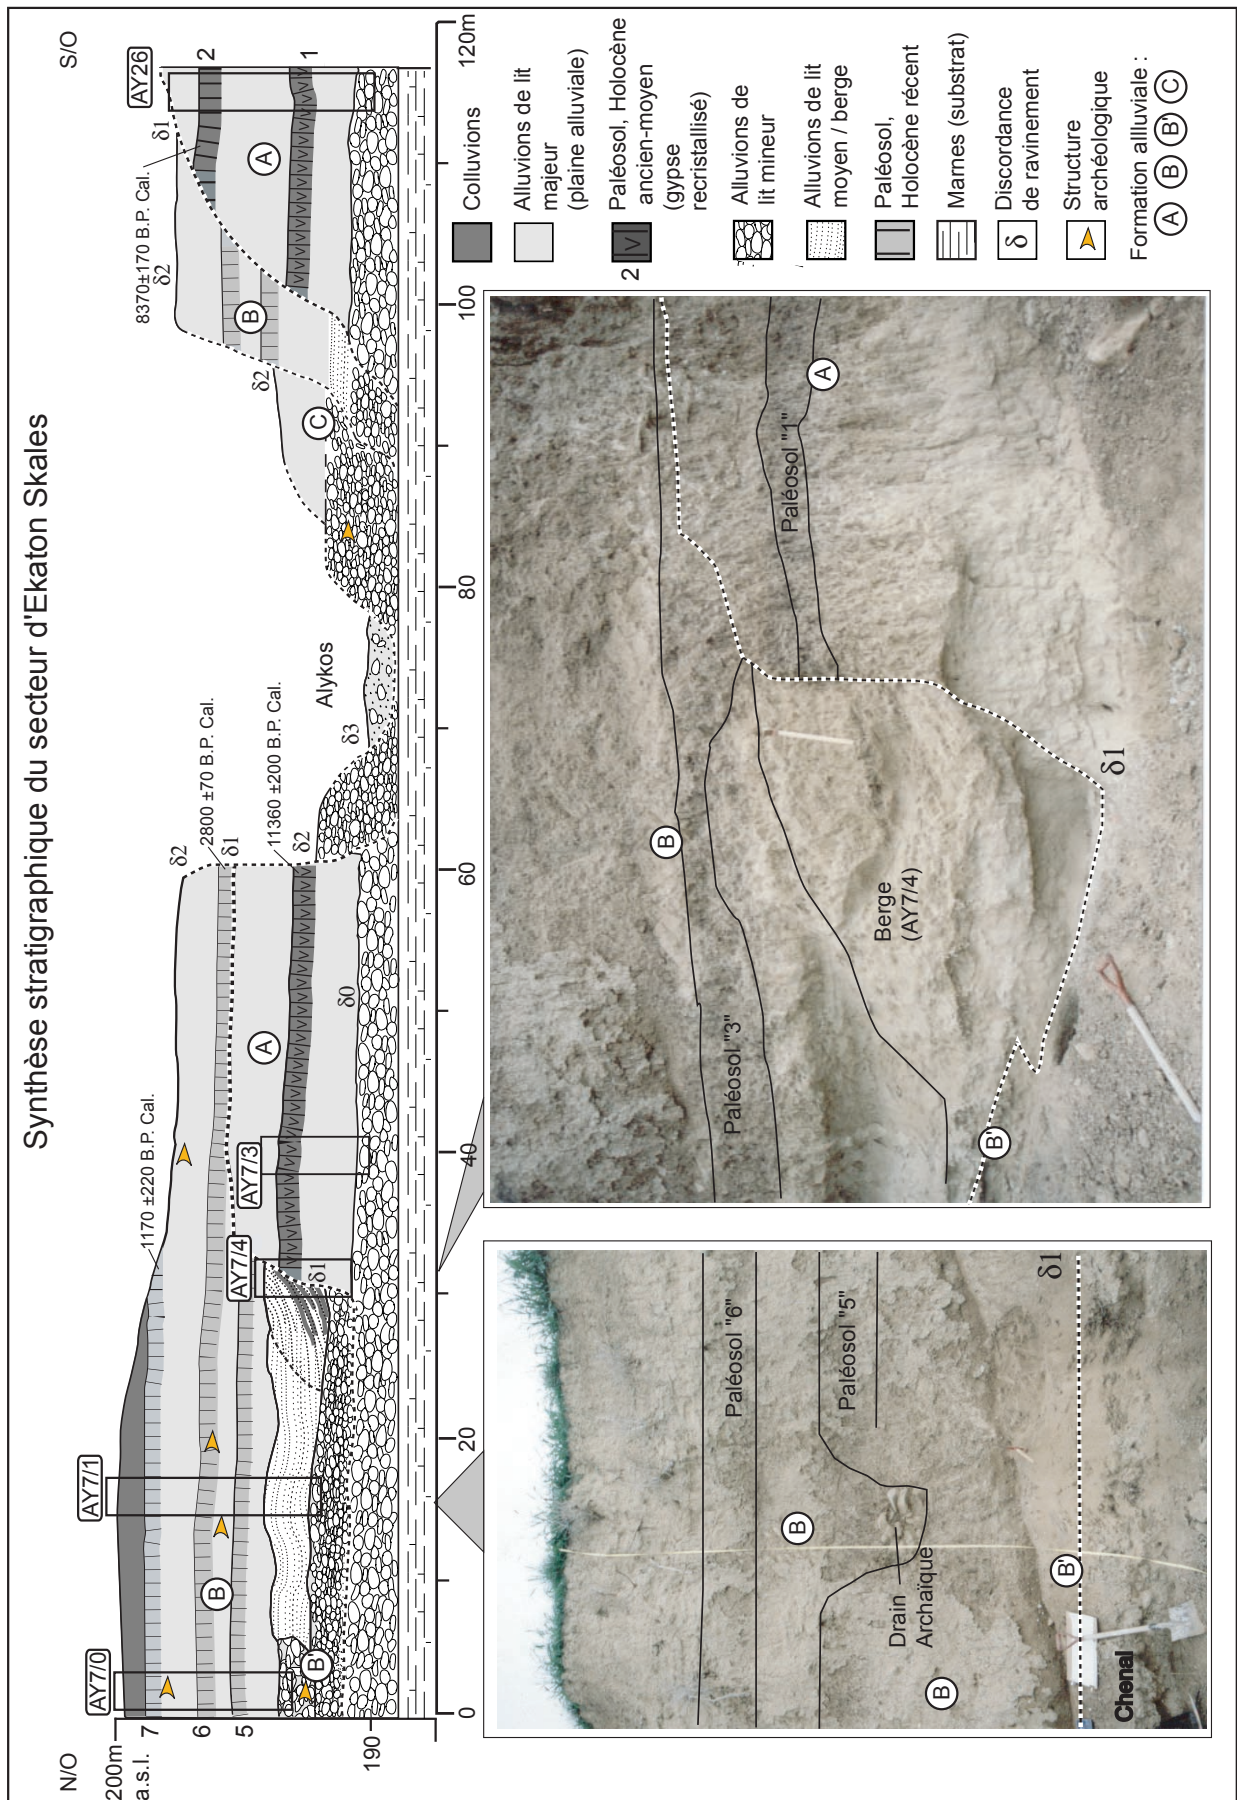 Synthèse stratigraphique du secteur d'Ekaton Skales
N/O
S/O
200m
a.s.l.
190
7
6
5
AY7/0
AY7/1
AY7/4
AY7/3
AY26
1170 ±220 B.P. Cal.
2800 ±70 B.P. Cal.
11360 ±200 B.P. Cal.
8370±170 B.P. Cal.
δ2
δ1
δ2
δ0
δ1
δ3
δ2
δ2
δ1
Alykos
B
B'
A
C
B
A
2
1
0
20
40
60
80
100
120m
Colluvions
Alluvions de lit
majeur
(plaine alluviale)
2
V
Paléosol, Holocène
ancien-moyen
(gypse
recristallisé)
Alluvions de
lit mineur
Alluvions de lit
moyen / berge
Paléosol,
Holocène récent
Marnes (substrat)
δ
Discordance
de ravinement
Structure
archéologique
Formation allluviale :
A B B' C
Paléosol "6"
Paléosol "5"
B
B
B'
Drain
Archaïque
Chenal
δ1
Paléosol "3"
B
Berge
(AY7/4)
Paléosol "1"
A
B'
δ1